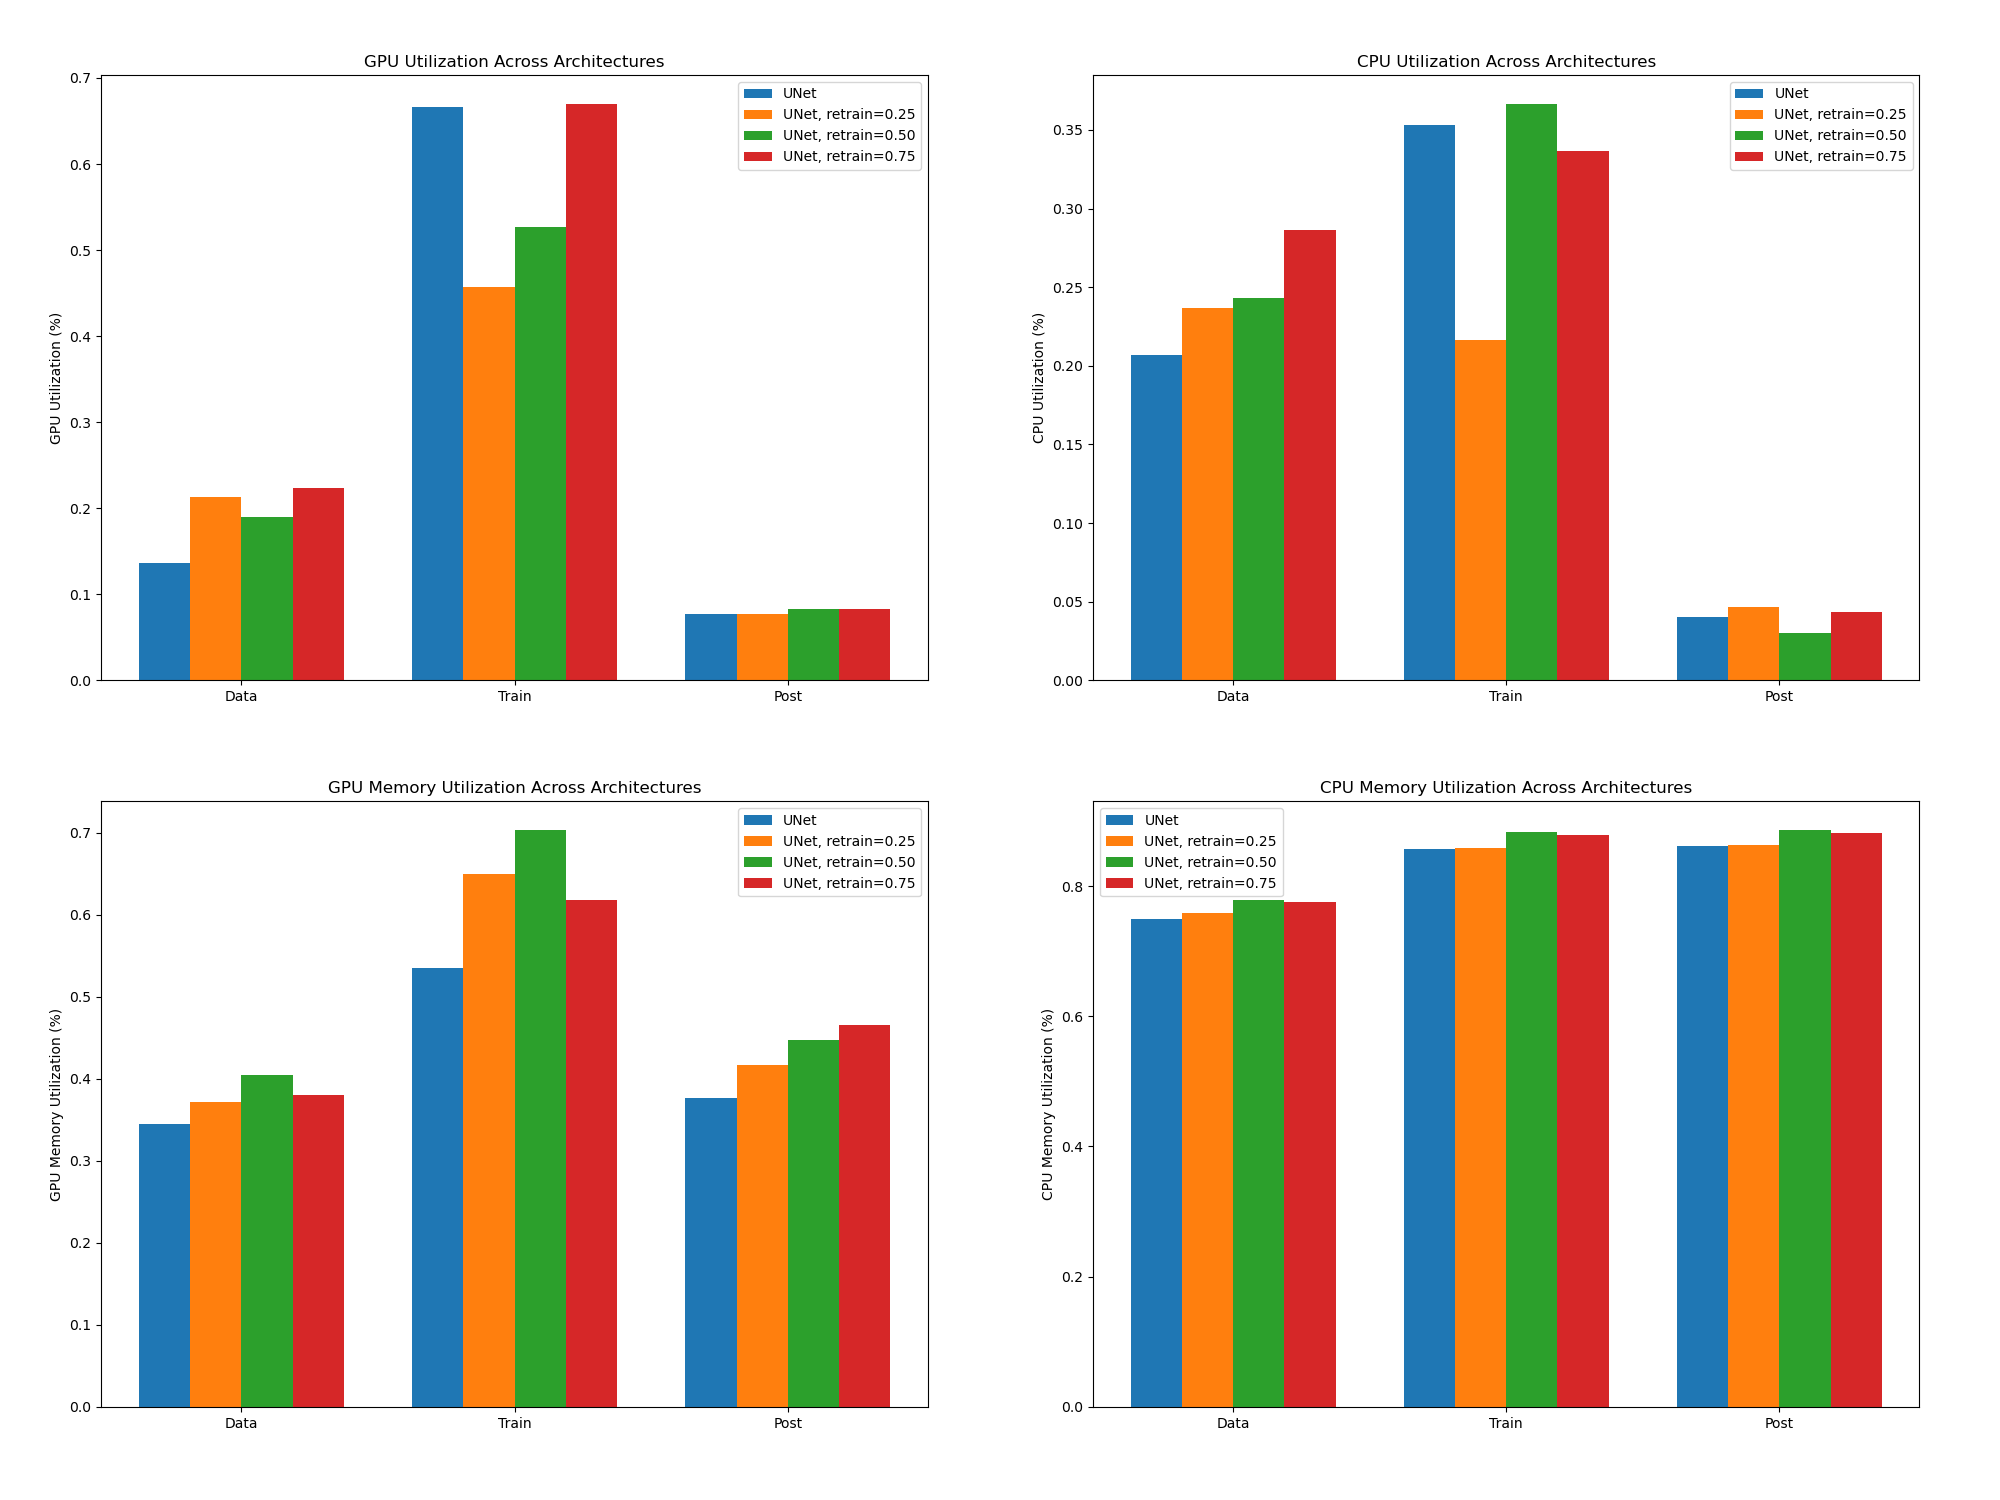 GPU Utilization Across Architectures
GPU Utilization (%)
0.7
0.6
0.5
0.4
0.3
0.2
0.1
0.0
UNet
UNet, retrain=0.25
UNet, retrain=0.50
UNet, retrain=0.75
Data
Train
Post
CPU Utilization Across Architectures
CPU Utilization (%)
0.35
0.30
0.25
0.20
0.15
0.10
0.05
0.00
UNet
UNet, retrain=0.25
UNet, retrain=0.50
UNet, retrain=0.75
Data
Train
Post
GPU Memory Utilization Across Architectures
GPU Memory Utilization (%)
0.7
0.6
0.5
0.4
0.3
0.2
0.1
0.0
UNet
UNet, retrain=0.25
UNet, retrain=0.50
UNet, retrain=0.75
Data
Train
Post
CPU Memory Utilization Across Architectures
CPU Memory Utilization (%)
0.8
0.6
0.4
0.2
0.0
UNet
UNet, retrain=0.25
UNet, retrain=0.50
UNet, retrain=0.75
Data
Train
Post